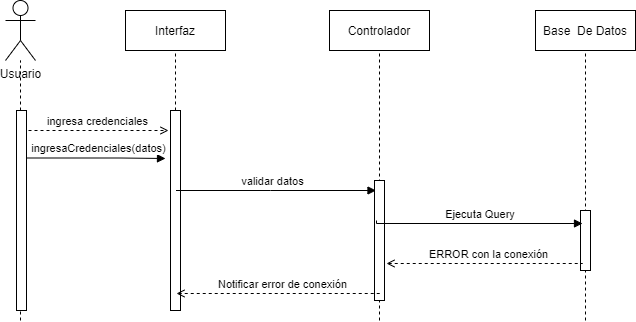 Interfaz
Controlador
Base De Datos
Usuario
ingresa credenciales
ingresaCredenciales(datos)
validar datos
Ejecuta Query
ERROR con la conexión
Notificar error de conexión